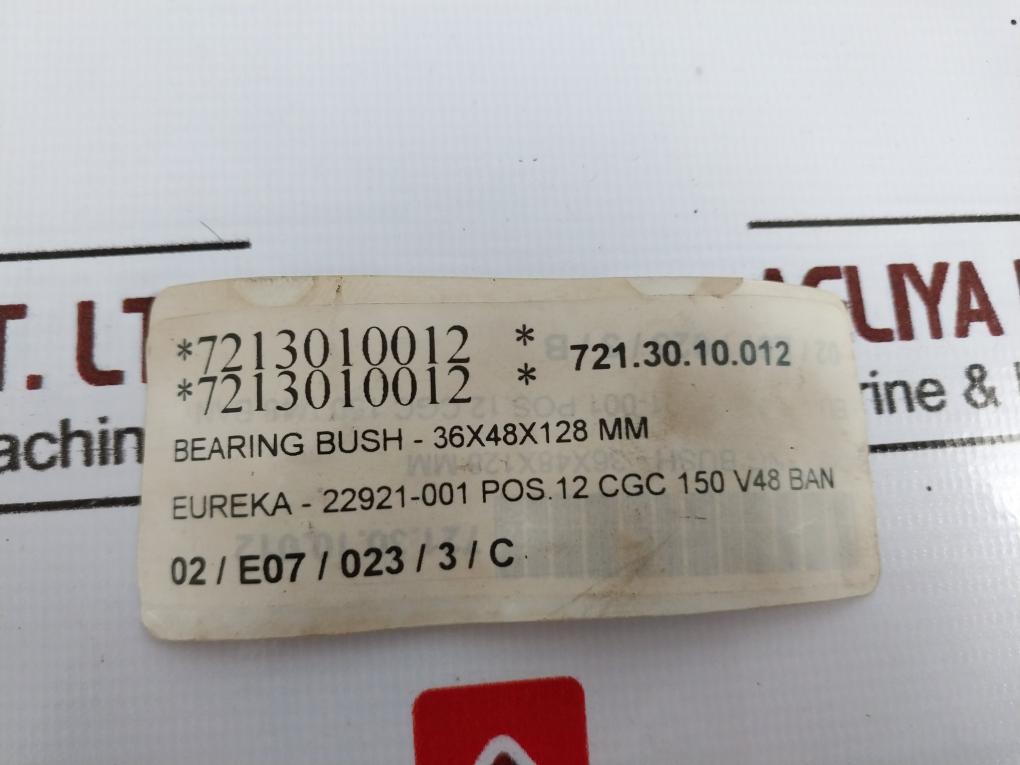 T. LT
ACLIYA
achin
rine &
*7213010012 *
*7213010012 *
721.30.10.012
BEARING BUSH - 36X48X128 MM
EUREKA - 22921-001 POS.12 CGC 150 V48 BAN
02 / E07 / 023 / 3 / C